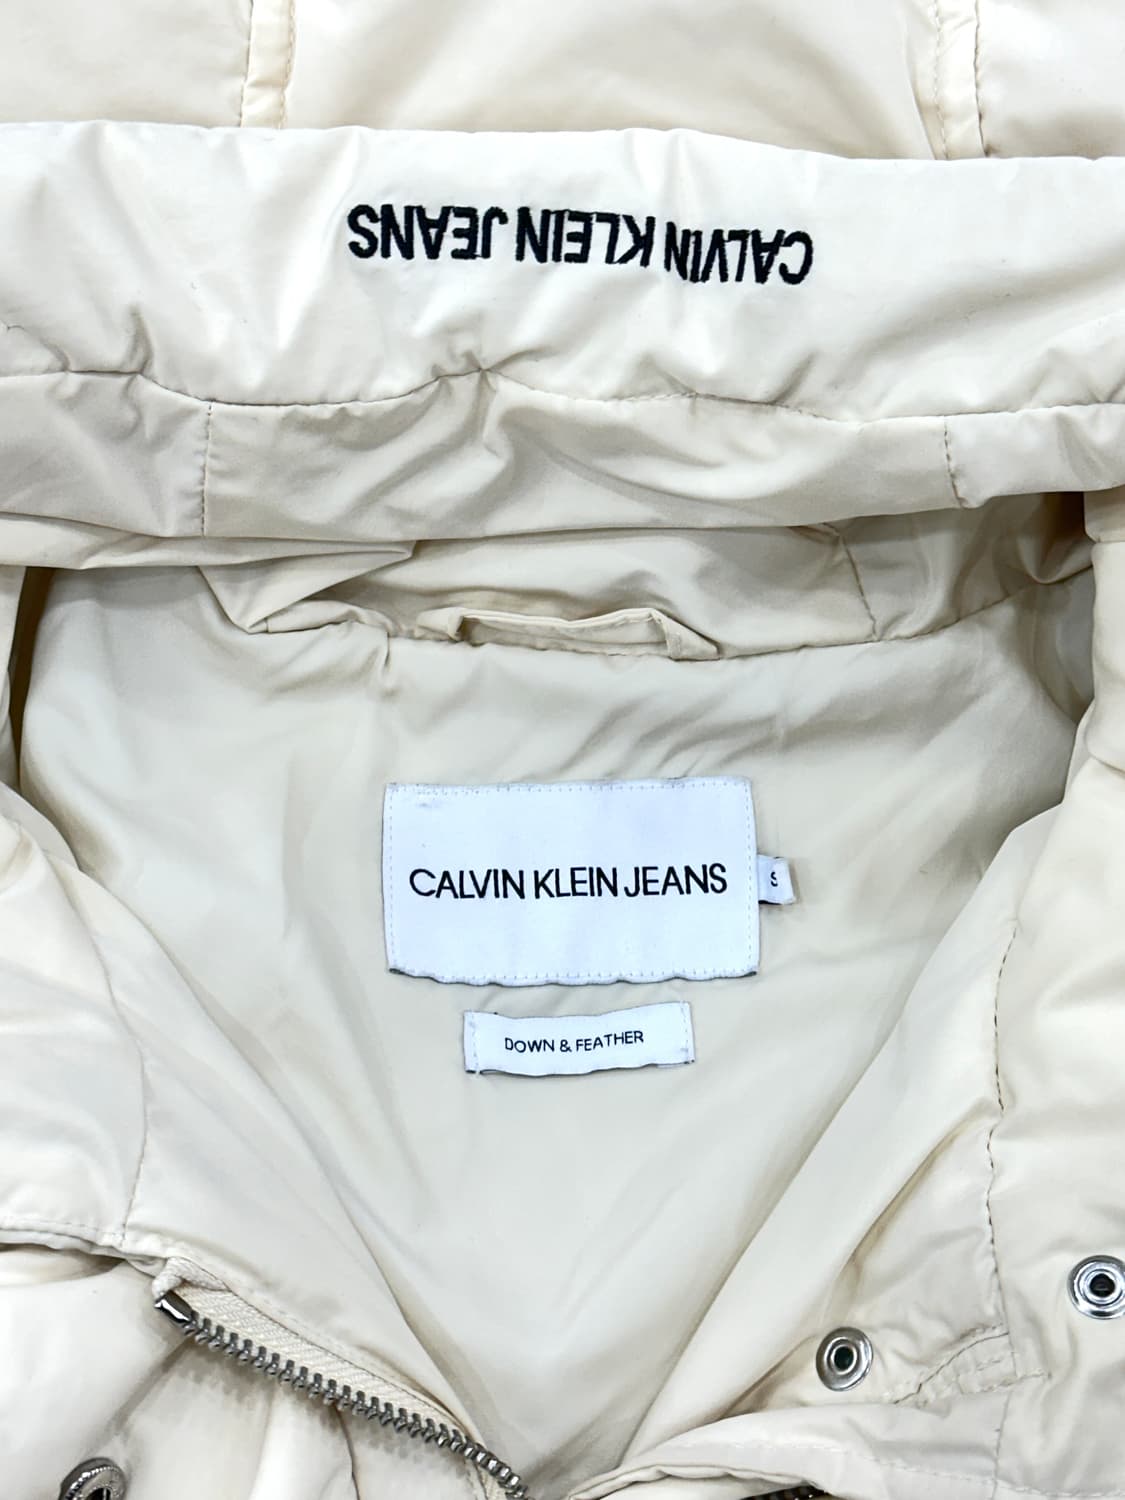 CALVIN KLEIN JEANS
CALVIN KLEIN JEANS
S
DOWN & FEATHER